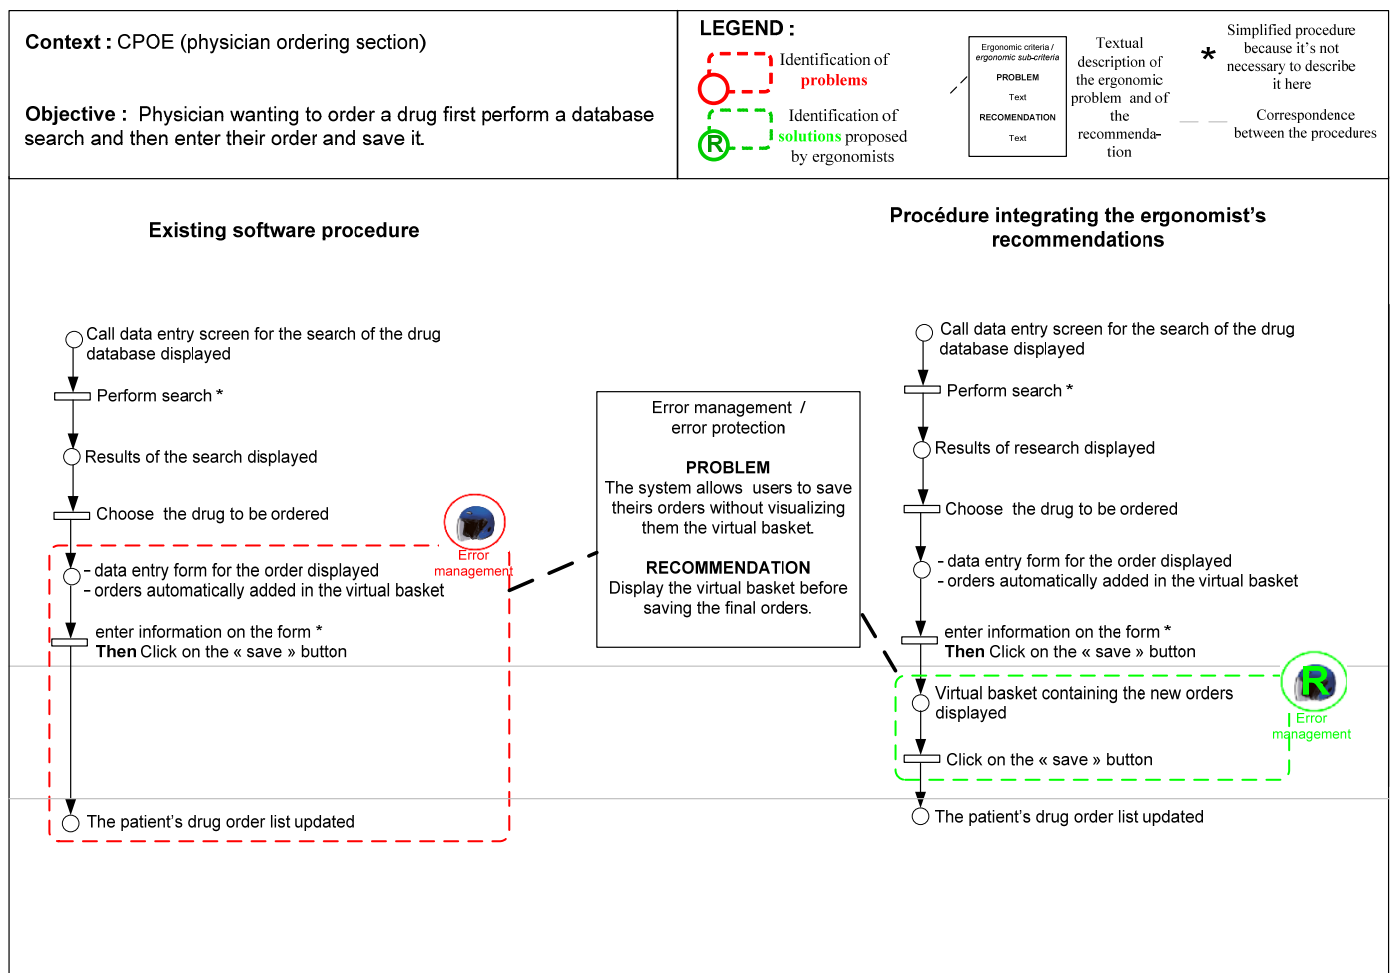 Context : CPOE (physician ordering section)
Objective : Physician wanting to order a drug first perform a database
search and then enter their order and save it.
LEGEND :
Identification of
problems
R
Identification of
solutions proposed
by ergonomists
Ergonomic criteria /
ergonomic sub-criteria
PROBLEM
Text
RECOMENDATION
Text
Textual
description of
the ergonomic
problem and of
the
recommenda-
tion
*
Simplified procedure
because it's not
necessary to describe
it here
Correspondence
between the procedures
Existing software procedure
Call data entry screen for the search of the drug
database displayed
Perform search *
Results of the search displayed
Choose the drug to be ordered
Error
management
- data entry form for the order displayed
- orders automatically added in the virtual basket
enter information on the form *
Then Click on the « save » button
The patient's drug order list updated
Error management /
error protection
PROBLEM
The system allows users to save
theirs orders without visualizing
them the virtual basket.
RECOMMENDATION
Display the virtual basket before
saving the final orders.
Procédure integrating the ergonomist's
recommendations
Call data entry screen for the search of the drug
database displayed
Perform search *
Results of research displayed
Choose the drug to be ordered
- data entry form for the order displayed
- orders automatically added in the virtual basket
enter information on the form *
Then Click on the « save » button
Virtual basket containing the new orders
displayed
R
Error
management
Click on the « save » button
The patient's drug order list updated